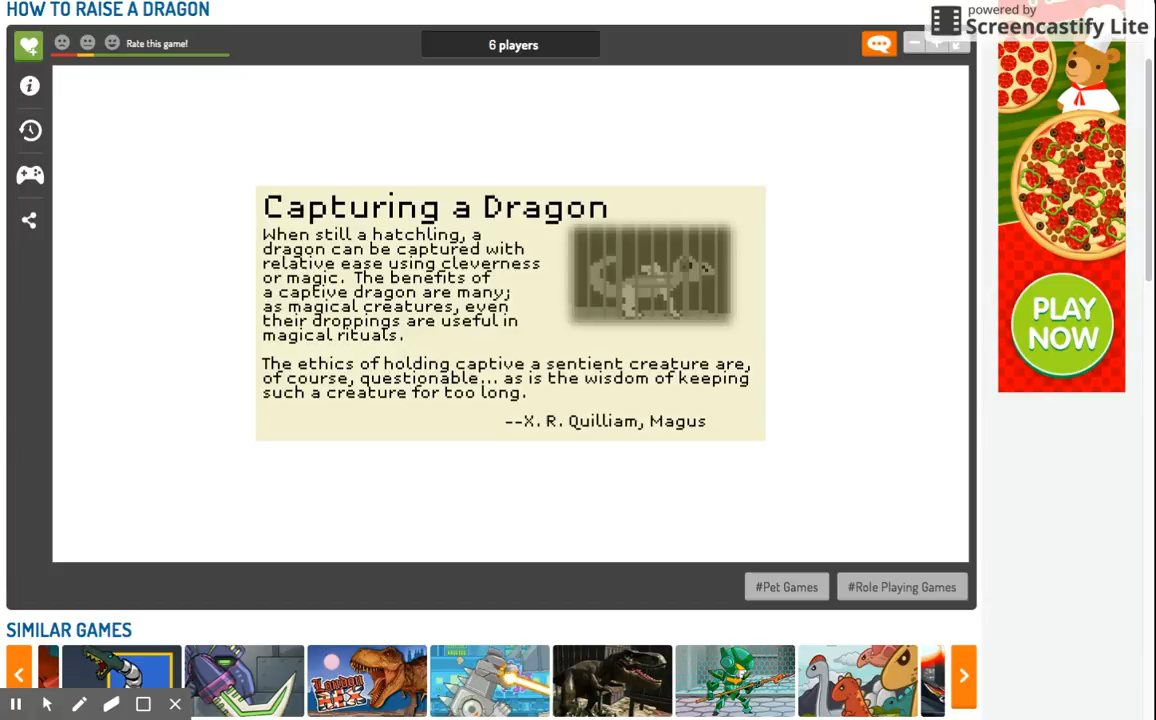 HOW TO RAISE A DRAGON
powered by
Screencastify Lite
Rate this game!
6 players
Capturing a Dragon
When still a hatchling, a
dragon can be captured with
relative ease using cleverness
or magic. The benefits of
a captive dragon are many;
as magical creatures, even
their droppings are useful in
magical rituals.
The ethics of holding captive a sentient creature are,
of course, questionable... as is the wisdom of keeping
such a creature for too long.
--X. R. Quilliam, Magus
PLAY
NOW
#Pet Games
#Role Playing Games
SIMILAR GAMES
London
REX